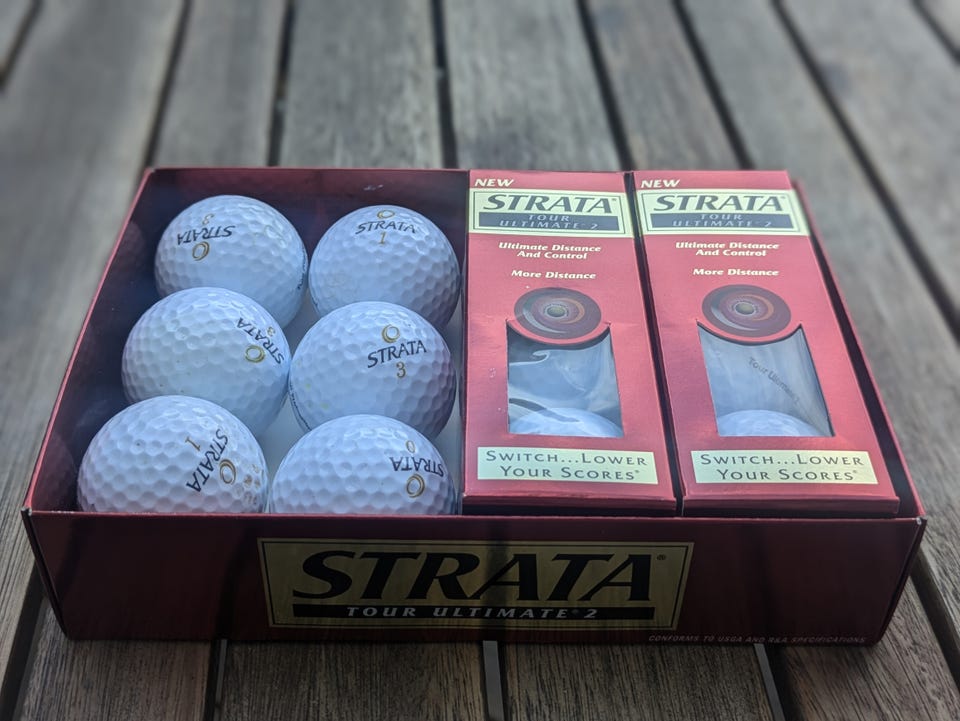 STRATA
3
STRATA
1
STRATA
3
STRATA
3
STRATA
1
STRATA
NEW
STRATA®
TOUR
ULTIMATE® 2
Ultimate Distance
And Control
More Distance
SWITCH...LOWER
YOUR SCORES®
NEW
STRATA®
TOUR
ULTIMATE® 2
Ultimate Distance
And Control
More Distance
Tour Ultimate
SWITCH...LOWER
YOUR SCORES®
STRATA®
TOUR ULTIMATE® 2
CONFORMS TO USGA AND R&A SPECIFICATIONS